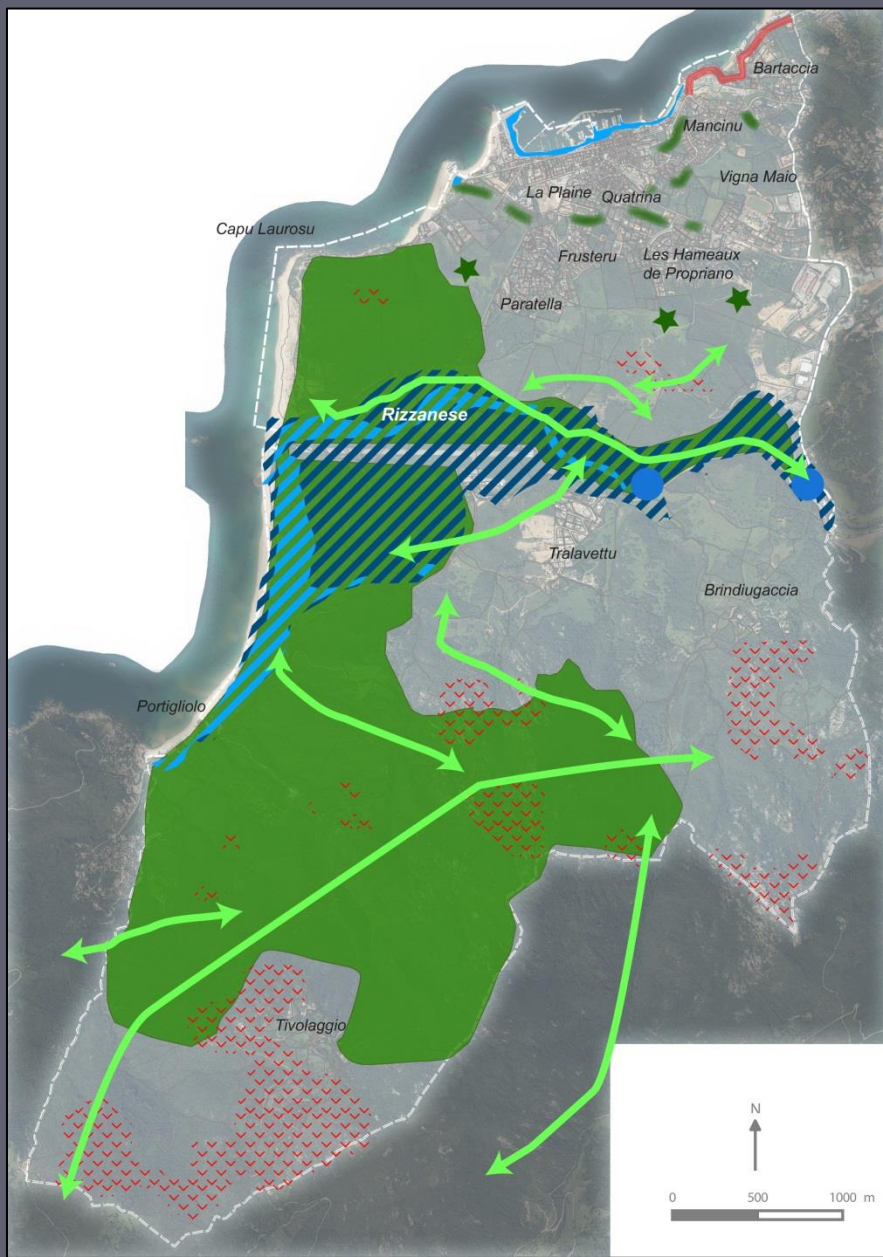 Bartaccia
Mancinu
Vigna Maio
La Plaine
Quatrina
Capu Laurosu
Frusteru
Les Hameaux
de Propriano
Paratella
Rizzanese
Tralavettu
Brindiugaccia
Portigliolo
Tivolaggio
N
0 500 1000 m